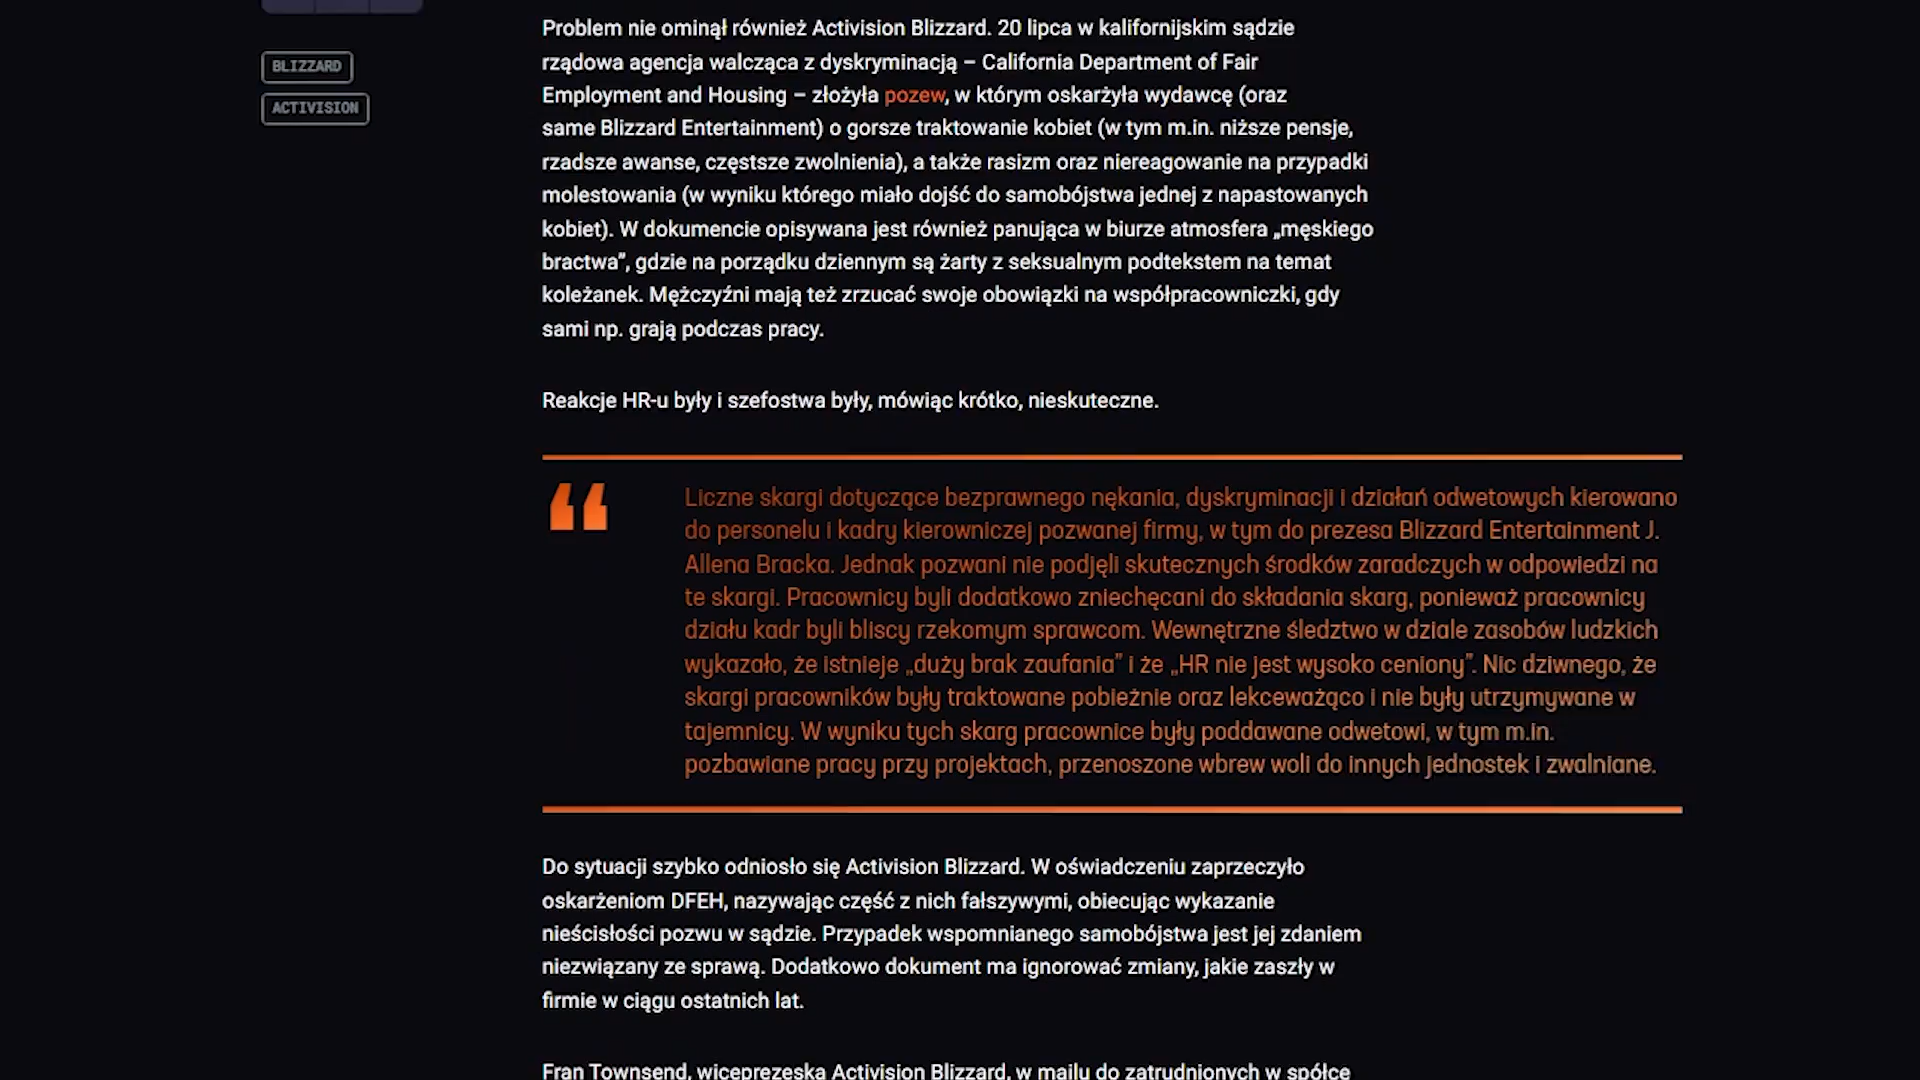 BLIZZARD
ACTIVISION
Problem nie ominął również Activision Blizzard. 20 lipca w kalifornijskim sądzie
rządowa agencja walcząca z dyskryminacją – California Department of Fair
Employment and Housing – złożyła pozew, w którym oskarżyła wydawcę (oraz
same Blizzard Entertainment) o gorsze traktowanie kobiet (w tym m.in. niższe pensje,
rzadsze awanse, częstsze zwolnienia), a także rasizm oraz niereagowanie na przypadki
molestowania (w wyniku którego miało dojść do samobójstwa jednej z napastowanych
kobiet). W dokumencie opisywana jest również panująca w biurze atmosfera „męskiego
bractwa”, gdzie na porządku dziennym są żarty z seksualnym podtekstem na temat
koleżanek. Mężczyźni mają też zrzucać swoje obowiązki na współpracowniczki, gdy
sami np. grają podczas pracy.
Reakcje HR-u były i szefostwa były, mówiąc krótko, nieskuteczne.
Liczne skargi dotyczące bezprawnego nękania, dyskryminacji i działań odwetowych kierowano
do personelu i kadry kierowniczej pozwanej firmy, w tym do prezesa Blizzard Entertainment J.
Allena Bracka. Jednak pozwani nie podjęli skutecznych środków zaradczych w odpowiedzi na
te skargi. Pracownicy byli dodatkowo zniechęcani do składania skarg, ponieważ pracownicy
działu kadr byli bliscy rzekomym sprawcom. Wewnętrzne śledztwo w dziale zasobów ludzkich
wykazało, że istnieje „duży brak zaufania” i że „HR nie jest wysoko ceniony”. Nic dziwnego, że
skargi pracowników były traktowane pobieżnie oraz lekceważąco i nie były utrzymywane w
tajemnicy. W wyniku tych skarg pracownice były poddawane odwetowi, w tym m.in.
pozbawiane pracy przy projektach, przenoszone wbrew woli do innych jednostek i zwalniane.
Do sytuacji szybko odniosło się Activision Blizzard. W oświadczeniu zaprzeczyło
oskarżeniom DFEH, nazywając część z nich fałszywymi, obiecując wykazanie
nieścisłości pozwu w sądzie. Przypadek wspomnianego samobójstwa jest jej zdaniem
niezwiązany ze sprawą. Dodatkowo dokument ma ignorować zmiany, jakie zaszły w
firmie w ciągu ostatnich lat.
Fran Townsend, wiceprezeska Activision Blizzard, w mailu do zatrudnionych w spółce